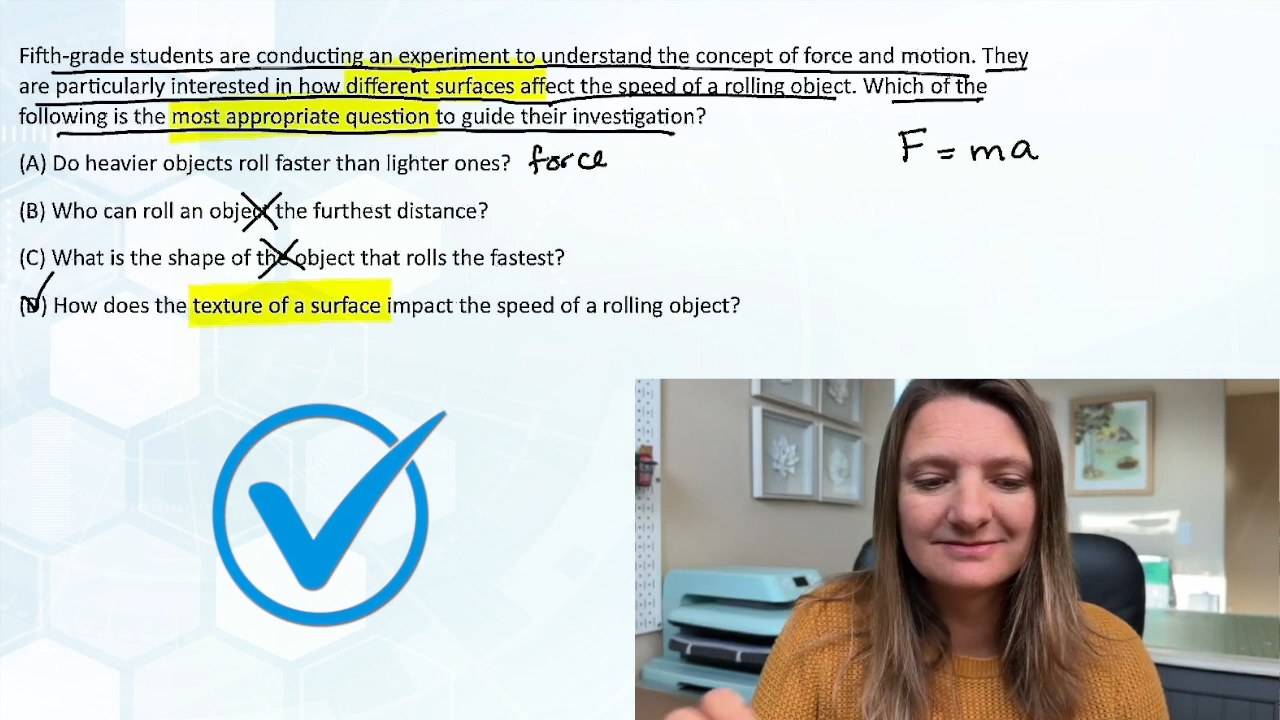 Fifth-grade students are conducting an experiment to understand the concept of force and motion. They
are particularly interested in how different surfaces affect the speed of a rolling object. Which of the
following is the most appropriate question to guide their investigation?
F = ma
(A) Do heavier objects roll faster than lighter ones? force
(B) Who can roll an object the furthest distance?
(C) What is the shape of the object that rolls the fastest?
(D) How does the texture of a surface impact the speed of a rolling object?